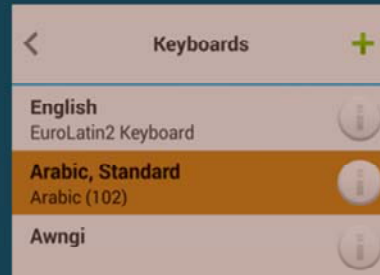 Keyboards
English
EuroLatin2 Keyboard
Arabic, Standard
Arabic (102)
Awngi